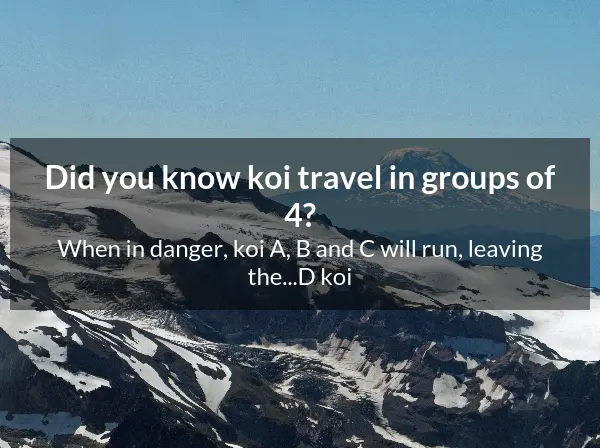 Did you know koi travel in groups of
4?
When in danger, koi A, B and C will run, leaving
the...D koi